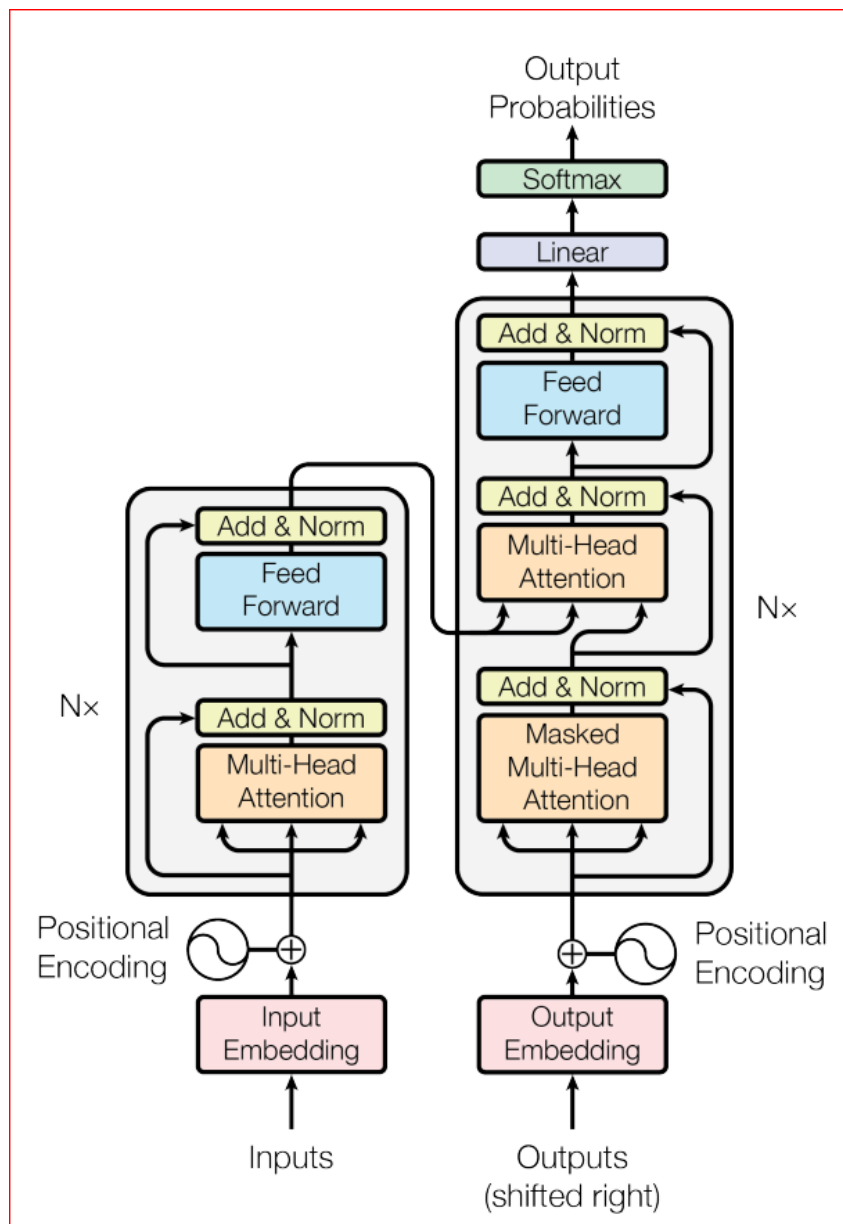 Output
Probabilities
Softmax
Linear
Add & Norm
Feed
Forward
Add & Norm
Multi-Head
Attention
Add & Norm
Masked
Multi-Head
Attention
Nx
Add & Norm
Feed
Forward
Add & Norm
Multi-Head
Attention
Nx
Positional
Encoding
Positional
Encoding
Input
Embedding
Output
Embedding
Inputs
Outputs
(shifted right)